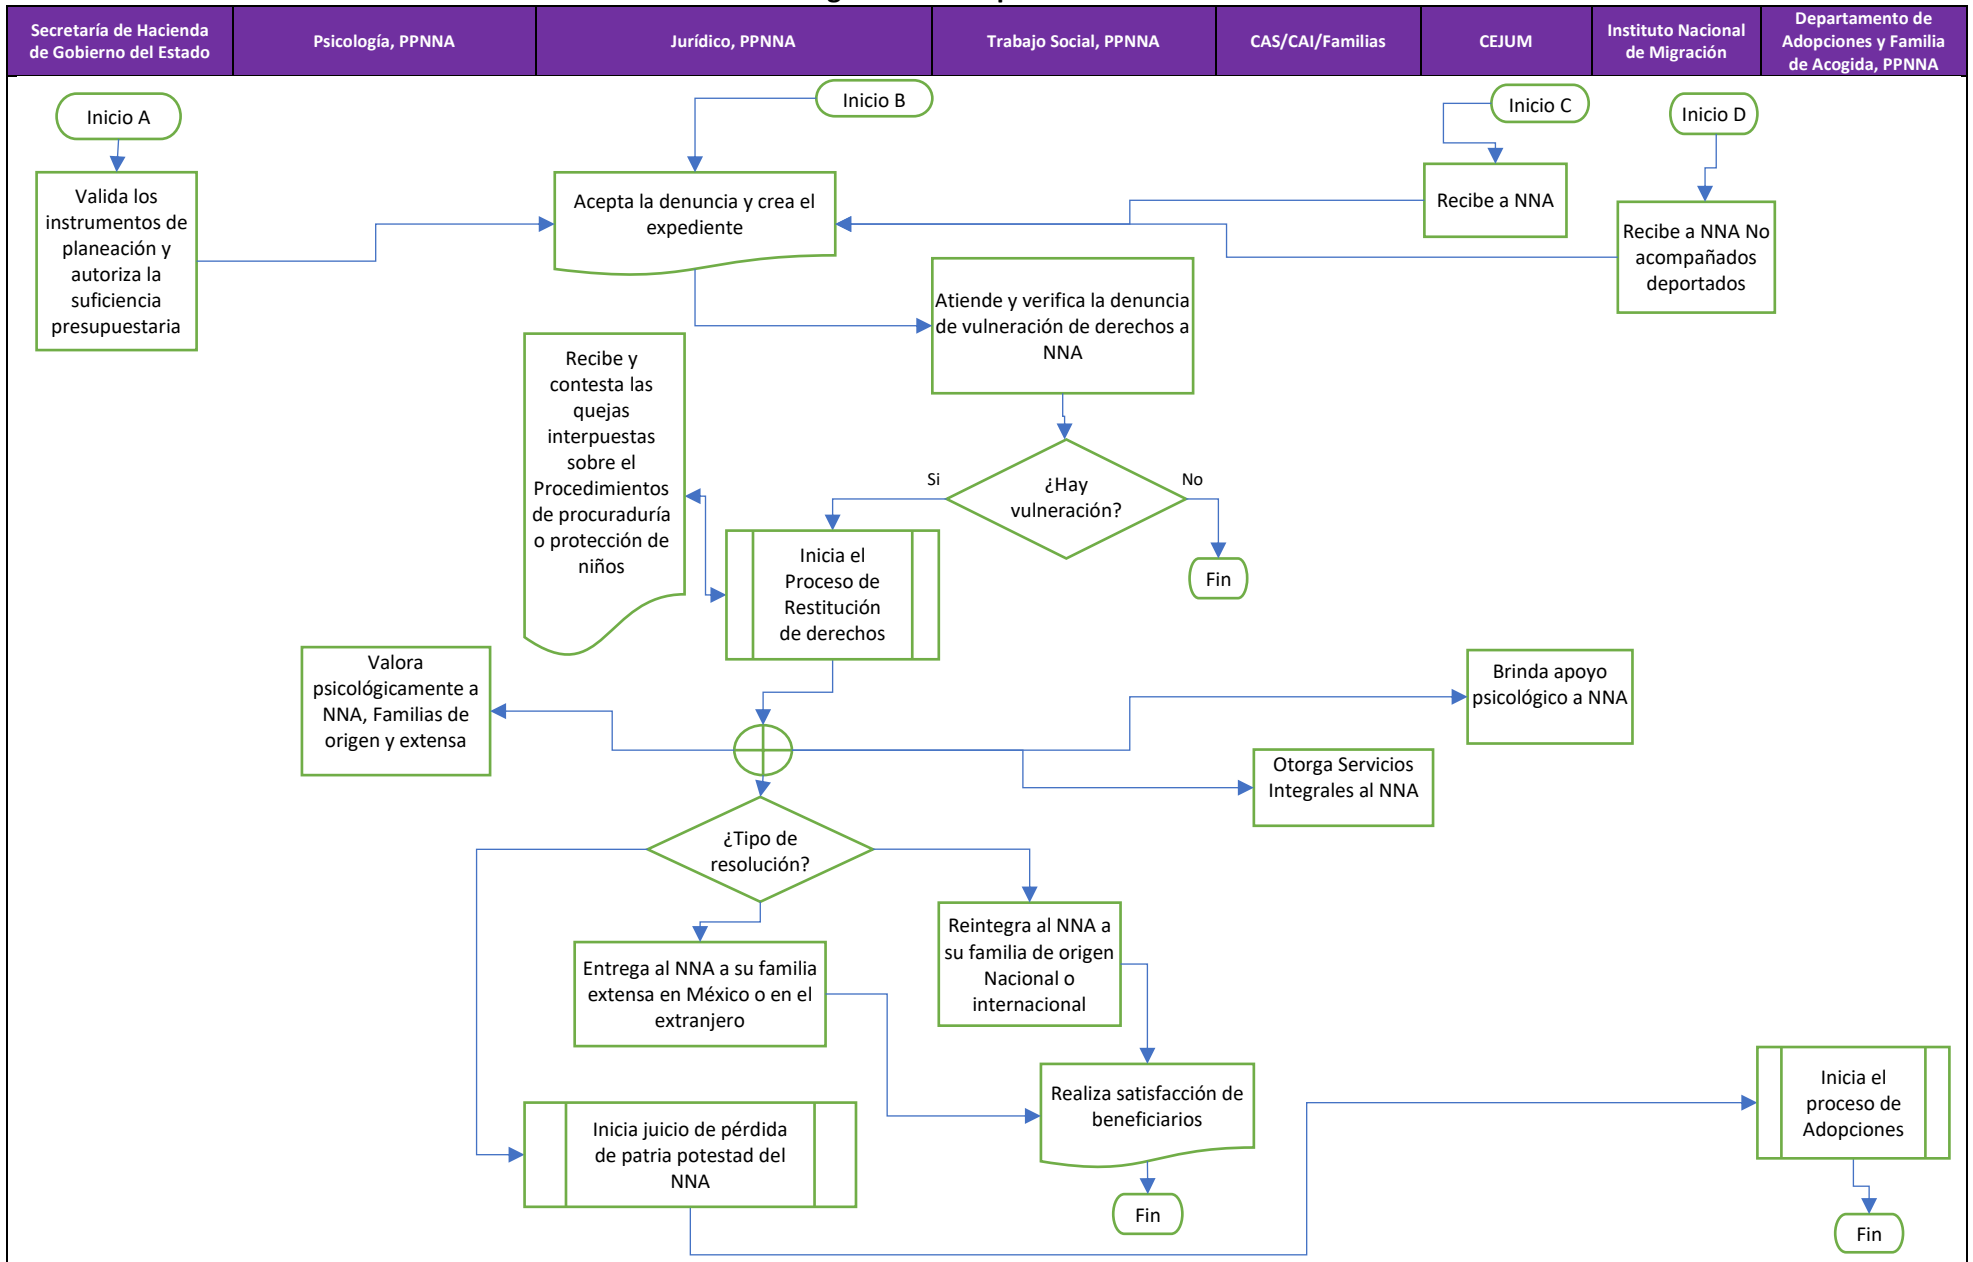 Secretaría de Hacienda
de Gobierno del Estado
Psicología, PPNNA
Jurídico, PPNNA
Trabajo Social, PPNNA
CAS/CAI/Familias
CEJUM
Instituto Nacional
de Migración
Departamento de
Adopciones y Familia
de Acogida, PPNNA
Inicio A
Inicio B
Inicio C
Inicio D
Valida los
instrumentos de
planeación y
autoriza la
suficiencia
presupuestaria
Acepta la denuncia y crea el
expediente
Recibe a NNA
Recibe a NNA No
acompañados
deportados
Atiende y verifica la denuncia
de vulneración de derechos a
NNA
Recibe y
contesta las
quejas
interpuestas
sobre el
Procedimientos
de procuraduría
o protección de
niños
Si
¿Hay
vulneración?
No
Inicia el
Proceso de
Restitución
de derechos
Fin
Valora
psicológicamente a
NNA, Familias de
origen y extensa
Brinda apoyo
psicológico a NNA
Otorga Servicios
Integrales al NNA
¿Tipo de
resolución?
Entrega al NNA a su familia
extensa en México o en el
extranjero
Reintegra al NNA a
su familia de origen
Nacional o
internacional
Realiza satisfacción de
beneficiarios
Inicia juicio de pérdida
de patria potestad del
NNA
Inicia el
proceso de
Adopciones
Fin
Fin